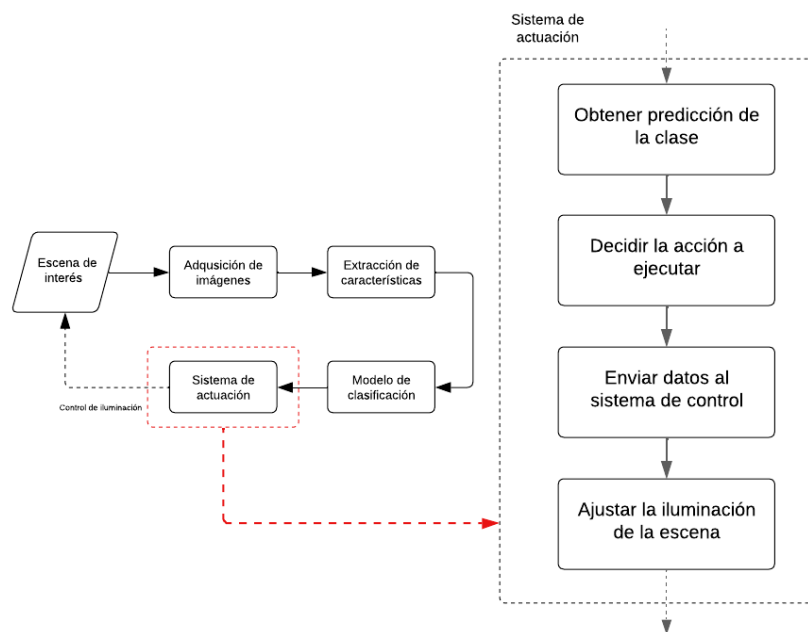 Sistema de
actuación
Obtener predicción de
la clase
Decidir la acción a
ejecutar
Enviar datos al
sistema de control
Ajustar la iluminación
de la escena
Escena de
interés
Adqusición de
imágenes
Extracción de
características
Sistema de
actuación
Modelo de
clasificación
Control de iluminación